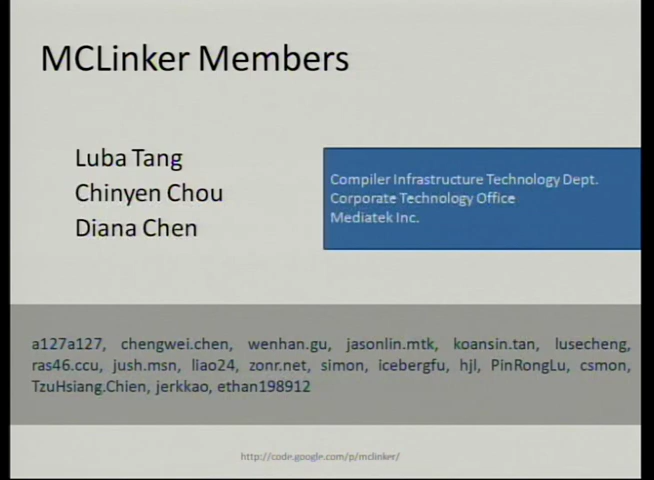 MCLinker Members
Luba Tang
Chinyen Chou
Diana Chen
Compiler Infrastructure Technology Dept.
Corporate Technology Office
Mediatek Inc.
a127a127, chengwei.chen, wenhan.gu, jasonlin.mtk, koansin.tan, lusecheng,
ras46.ccu, jush.msn, liao24, zonr.net, simon, icebergfu, hjl, PinRongLu, csmon,
TzuHsiang.Chien, jerkkao, ethan198912
http://code.google.com/p/mclinker/